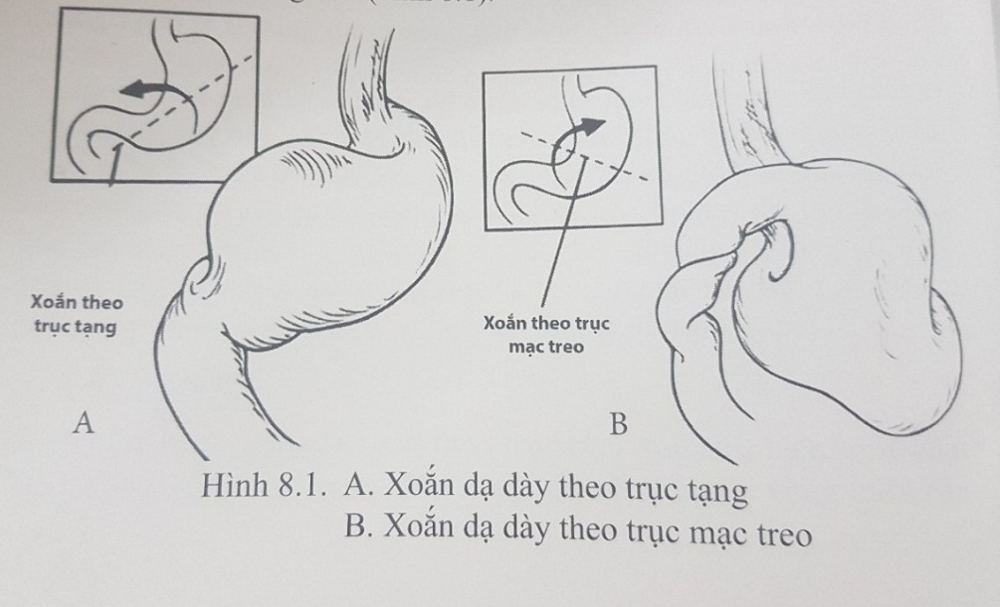 Xoắn theo
trục tạng
Xoắn theo trục
mạc treo
A
B
Hình 8.1. A. Xoắn dạ dày theo trục tạng
B. Xoắn dạ dày theo trục mạc treo